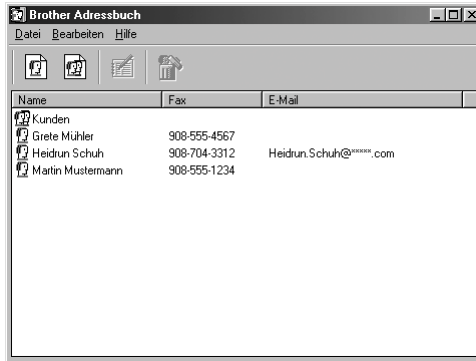 Brother Adressbuch
Datei Bearbeiten Hilfe
Name Fax E-Mail
Kunden
Grete Mühler 908-555-4567
Heidrun Schuh 908-704-3312 Heidrun.Schuh@*****.com
Martin Mustermann 908-555-1234